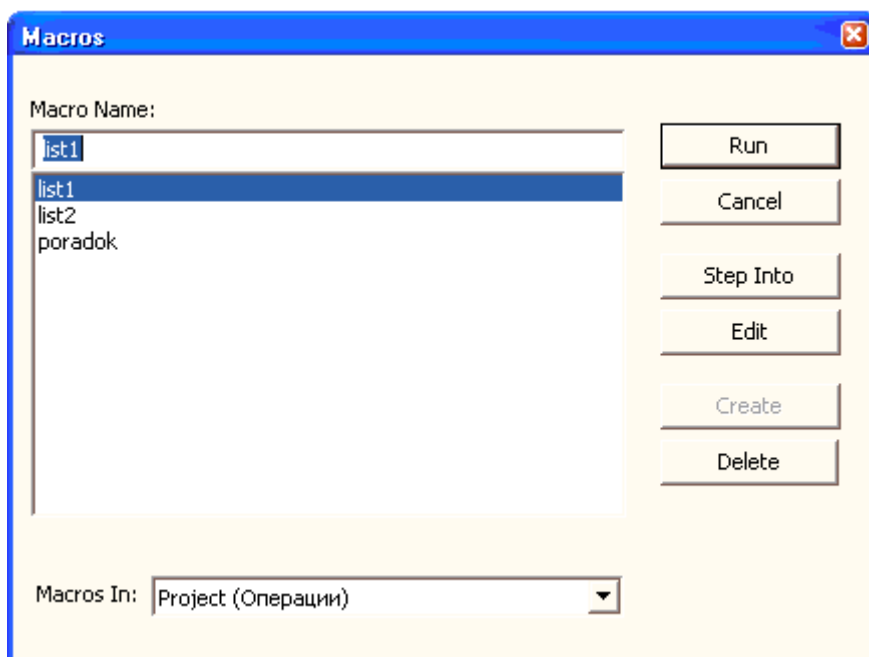 Macros
Macro Name:
list1
list1
list2
poradok
Run
Cancel
Step Into
Edit
Create
Delete
Macros In:
Project (Операции)